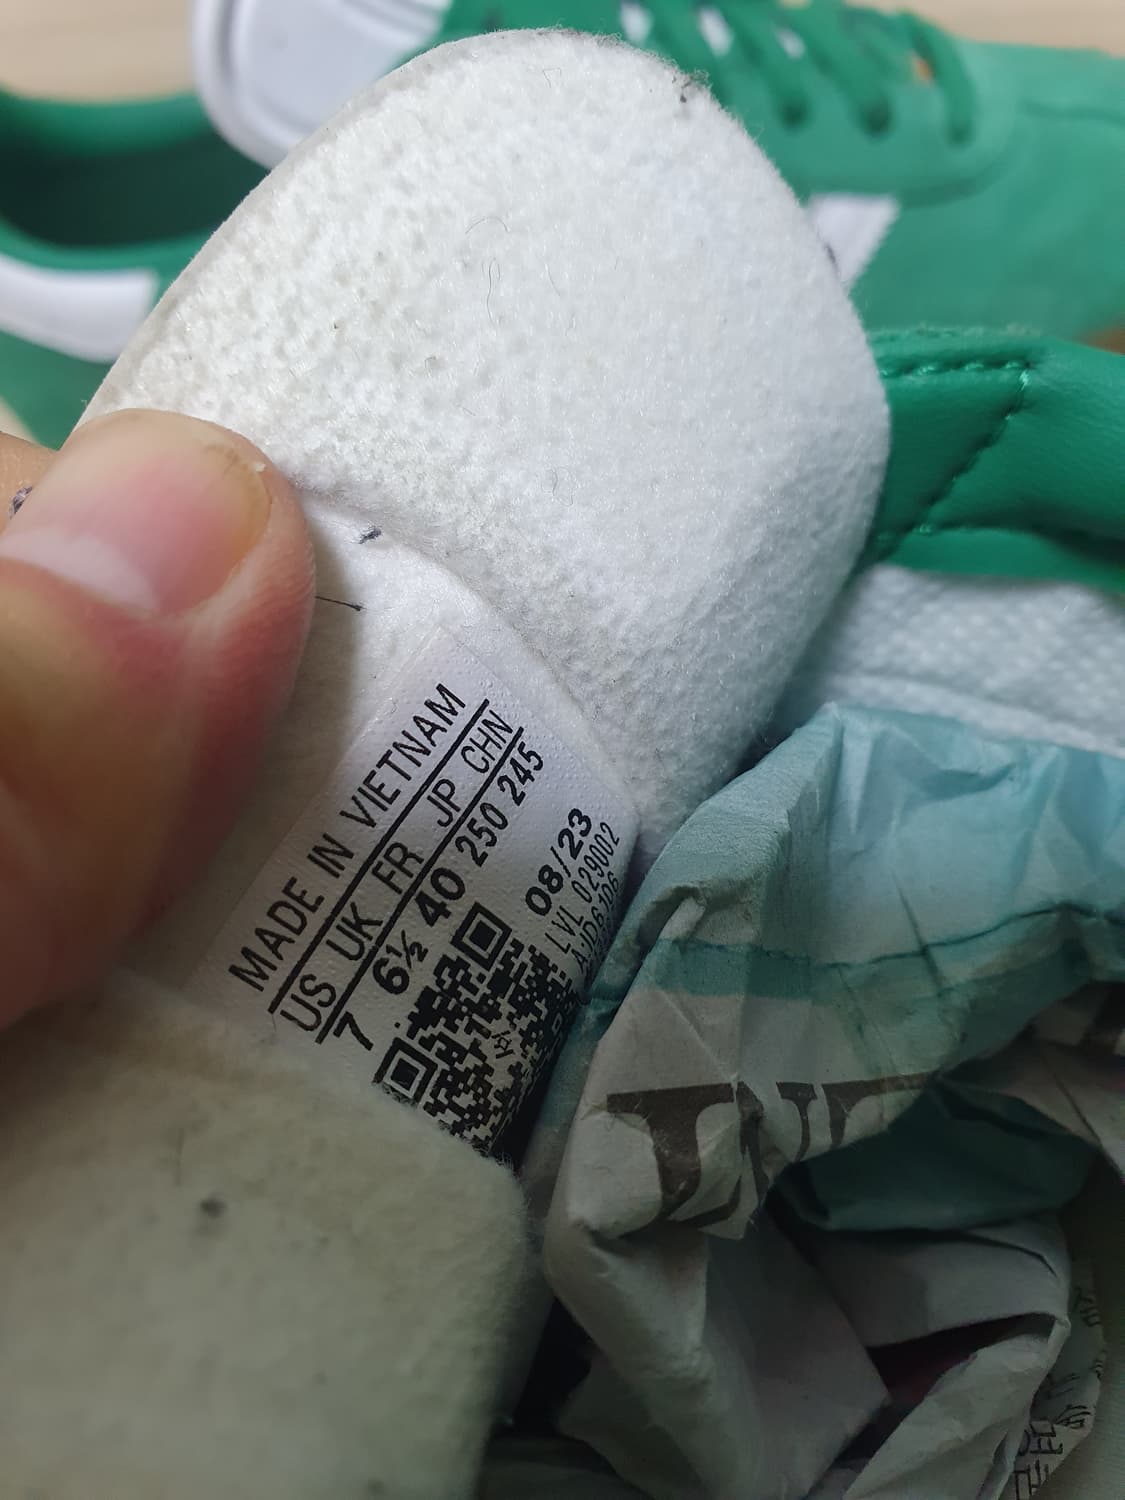 MADE IN VIETNAM
US UK FR JP CHN
7 6½ 40 250 245
08/23
LVL 029002